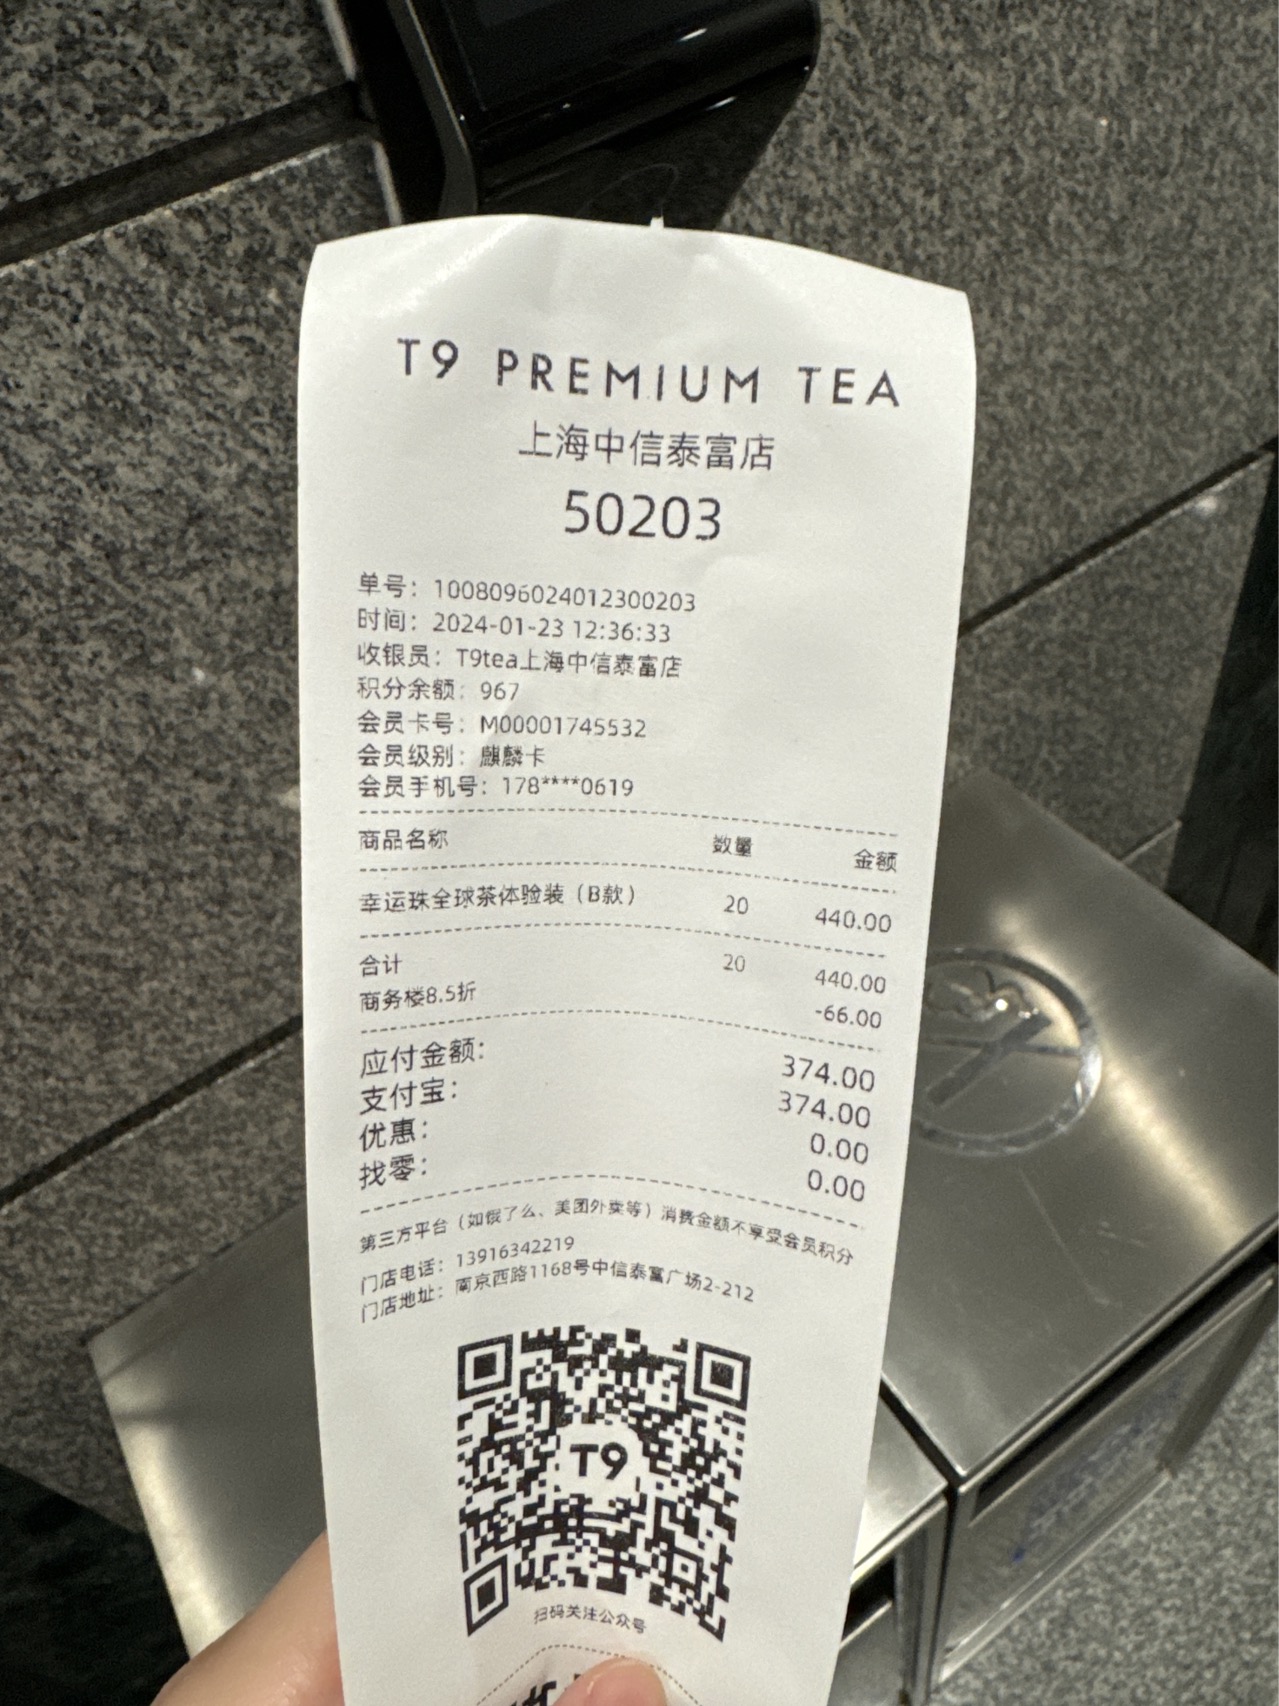 T9 PREMIUM TEA
上海中信泰富店
50203
单号：1008096024012300203
时间：2024-01-23 12:36:33
收银员：T9tea上海中信泰富店
积分余额：967
会员卡号：M00001745532
会员级别：麒麟卡
会员手机号：178****0619
商品名称 数量 金额
幸运珠全球茶体验装（B款） 20 440.00
合计 20 440.00
商务楼8.5折 -66.00
应付金额： 374.00
支付宝： 374.00
优惠： 0.00
找零： 0.00
第三方平台（如饿了么、美团外卖等）消费金额不享受会员积分
门店电话：13916342219
门店地址：南京西路1168号中信泰富广场2-212
T9
扫码关注公众号